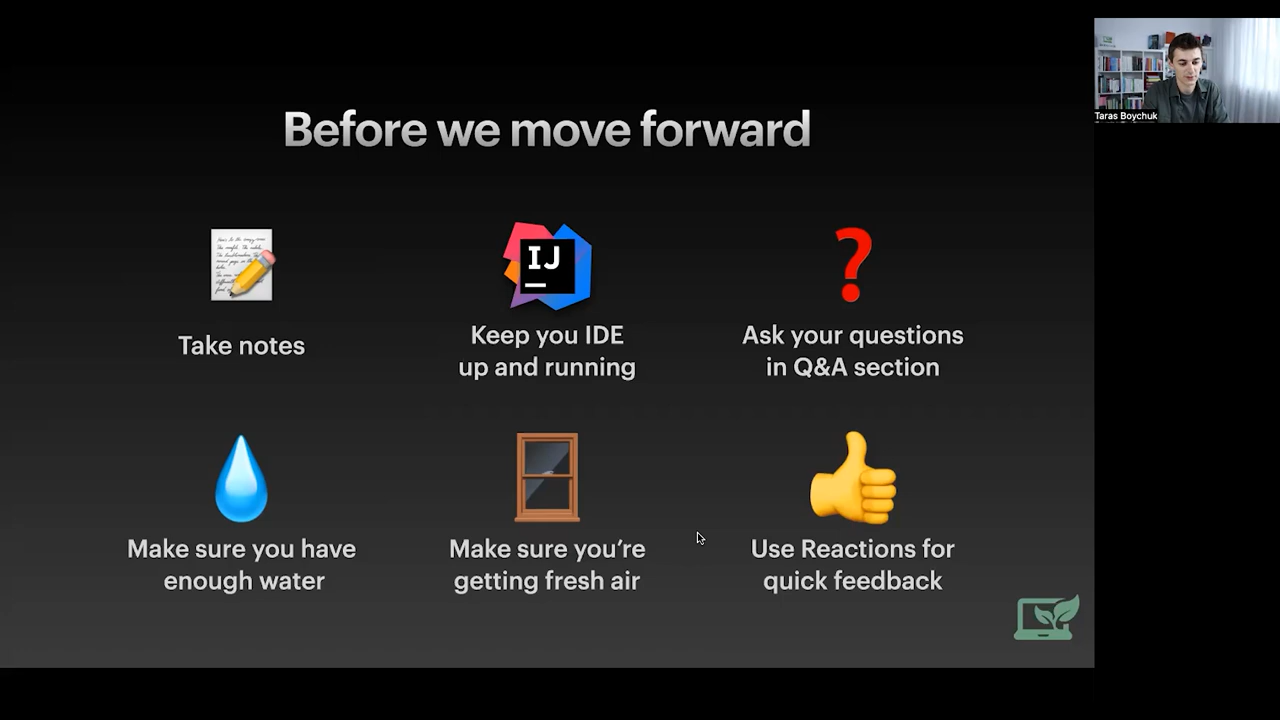 Before we move forward
Taras Boychuk
Take notes
IJ
Keep you IDE
up and running
Ask your questions
in Q&A section
Make sure you have
enough water
Make sure you're
getting fresh air
Use Reactions for
quick feedback